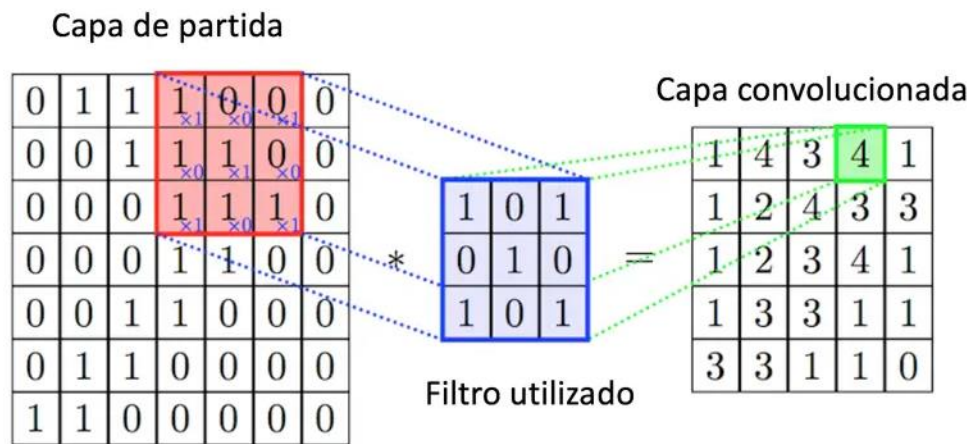 Capa de partida
Capa convolucionada
0 1 1 1×1 0×0 0×1 0
0 0 1 1×0 1×1 0×0 0
0 0 0 1×1 1×0 1×1 0
0 0 0 1 1 0 0
0 0 1 1 0 0 0
0 1 1 0 0 0 0
1 1 0 0 0 0 0
*
1 0 1
0 1 0
1 0 1
Filtro utilizado
=
1 4 3 4 1
1 2 4 3 3
1 2 3 4 1
1 3 3 1 1
3 3 1 1 0